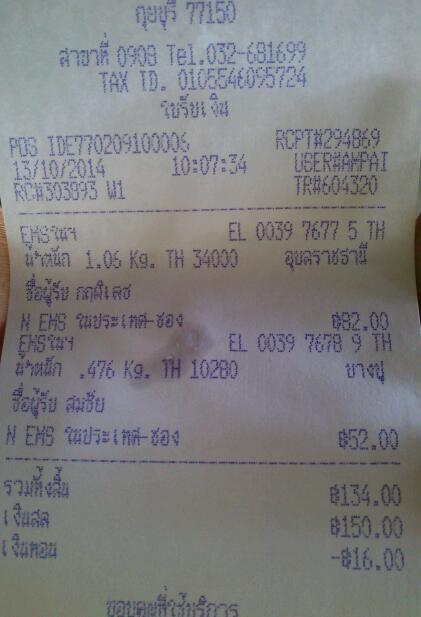 กุยบุรี 77150
สาขาที่ 0908 Tel.032-681699
TAX ID. 0105546095724
ใบรับเงิน
POS IDE770209100006 RCPT#294869
13/10/2014 10:07:34 USER#AMPAI
RC#303893 W1 TR#604320
EMSในฯ EL 0039 7677 5 TH
น้ำหนัก 1.06 Kg. TH 34000 อุบลราชธานี
ชื่อผู้รับ กฤติเดช
N EMS ในประเทศ-ซอง ฿82.00
EMSในฯ EL 0039 7678 9 TH
น้ำหนัก .476 Kg. TH 10280 บางปู
ชื่อผู้รับ สมชัย
N EMS ในประเทศ-ซอง ฿52.00
รวมทั้งสิ้น ฿134.00
เงินสด ฿150.00
เงินทอน -฿16.00
ขอบคุณที่ใช้บริการ